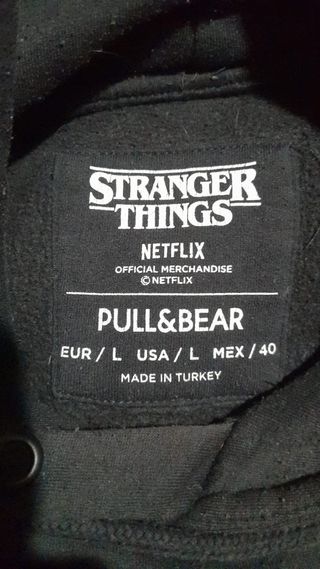 STRANGER
THINGS
NETFLIX
OFFICIAL MERCHANDISE
©NETFLIX
PULL&BEAR
EUR / L USA / L MEX / 40
MADE IN TURKEY